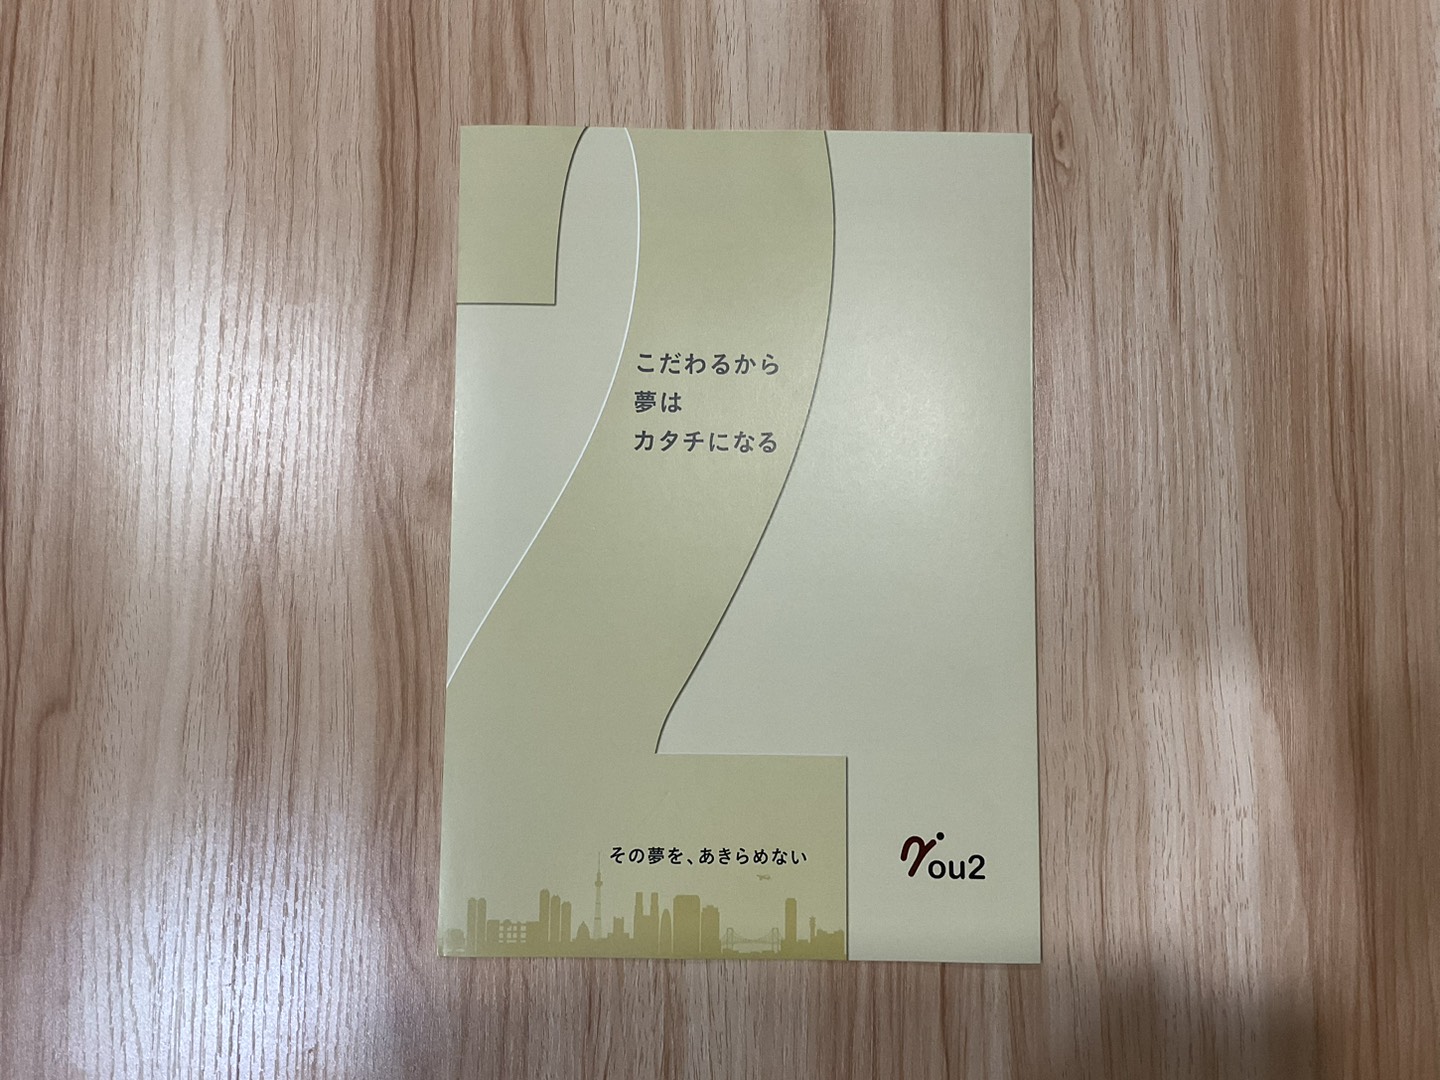 こだわるから
夢は
カタチになる
その夢を、あきらめない
You2